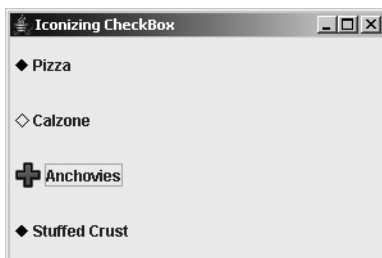 Iconizing CheckBox
Pizza
Calzone
Anchovies
Stuffed Crust